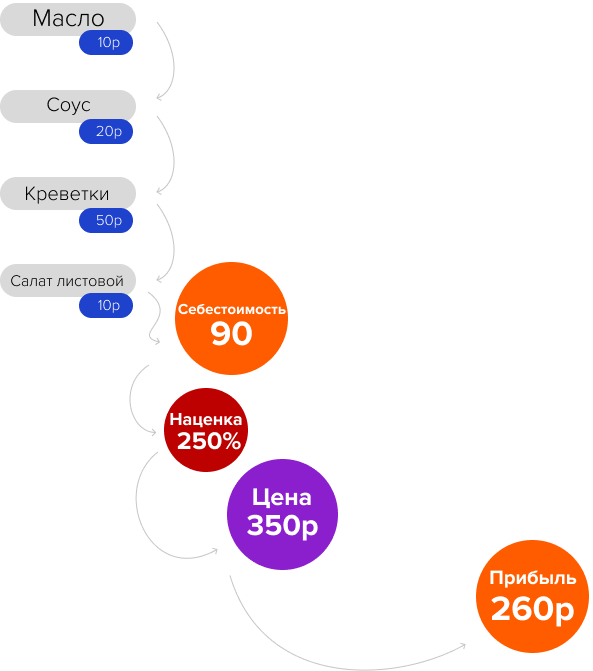 Масло
10р
Соус
20р
Креветки
50р
Салат листовой
10р
Себестоимость
90
Наценка
250%
Цена
350р
Прибыль
260р